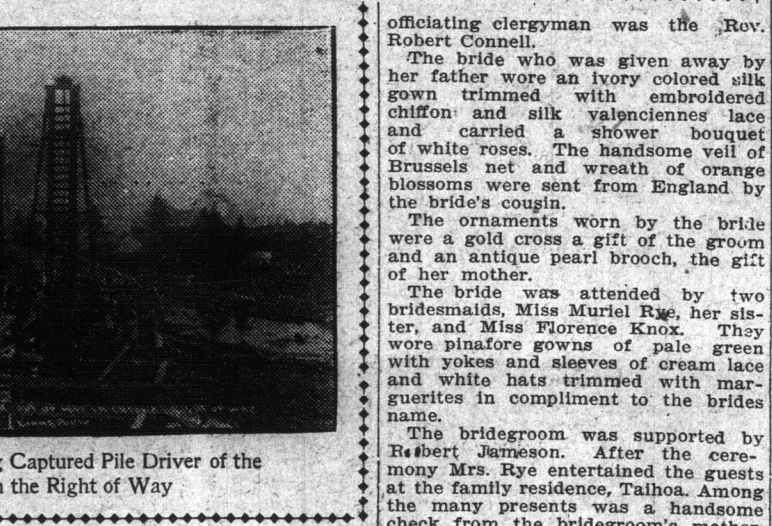 Captured Pile Driver of the
the Right of Way
officiating clergyman was the Rev.
Robert Connell.
The bride who was given away by
her father wore an ivory colored silk
gown trimmed with embroidered
chiffon and silk valenciennes lace
and carried a shower bouquet
of white roses. The handsome veil of
Brussels net and wreath of orange
blossoms were sent from England by
the bride's cousin.
The ornaments worn by the bride
were a gold cross a gift of the groom
and an antique pearl brooch, the gift
of her mother.
The bride was attended by two
bridesmaids, Miss Muriel Rye, her sis-
ter, and Miss Florence Knox. They
wore pinafore gowns of pale green
with yokes and sleeves of cream lace
and white hats trimmed with mar-
guerites in compliment to the brides
name.
The bridegroom was supported by
Robert Jameson. After the cere-
mony Mrs. Rye entertained the guests
at the family residence, Taihoa. Among
the many presents was a handsome
check from the bridegroom's mother